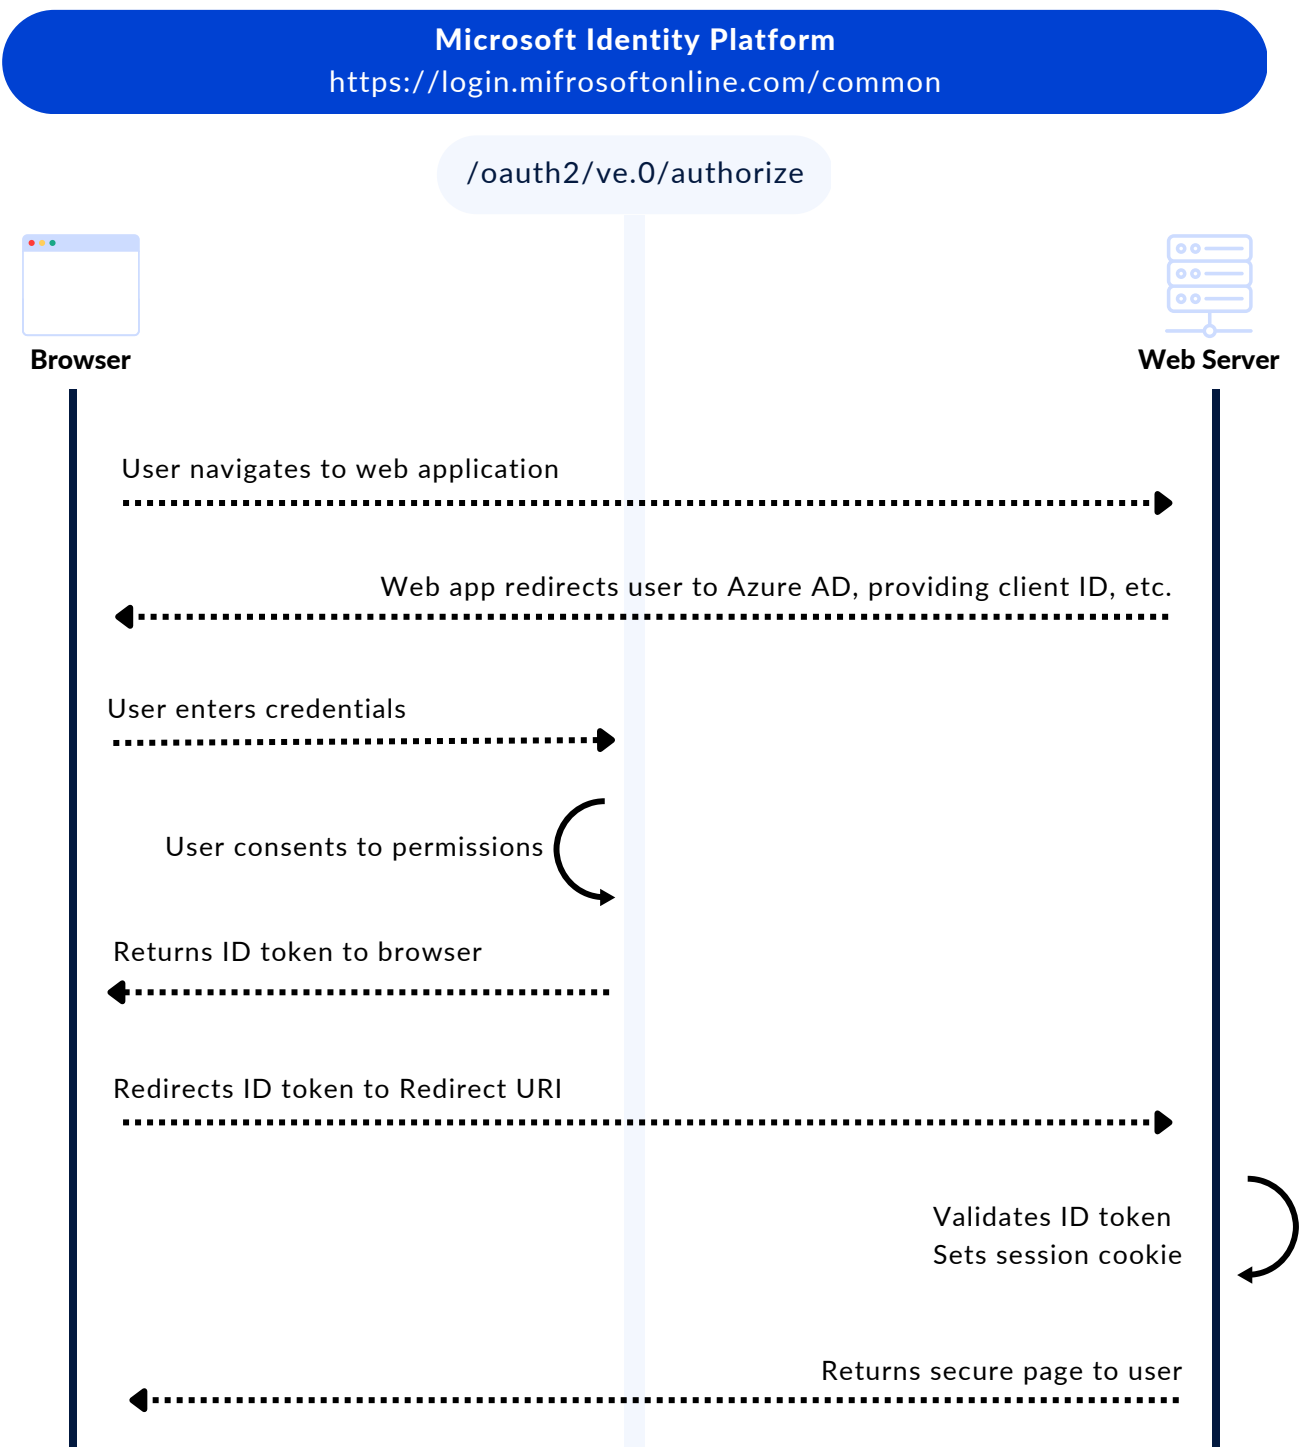 Microsoft Identity Platform
https://login.mifrosoftonline.com/common
/oauth2/ve.0/authorize
Browser
Web Server
User navigates to web application
Web app redirects user to Azure AD, providing client ID, etc.
User enters credentials
User consents to permissions
Returns ID token to browser
Redirects ID token to Redirect URI
Validates ID token
Sets session cookie
Returns secure page to user